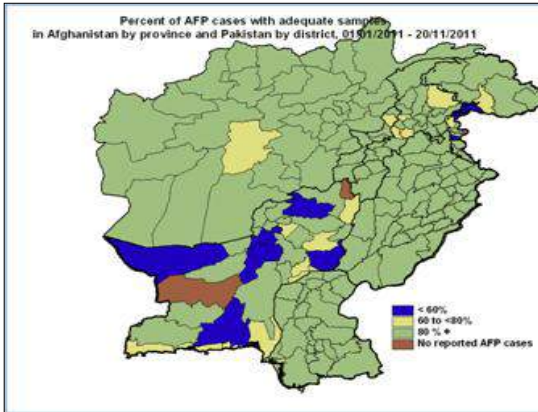 Percent of AFP cases with adequate samples
in Afghanistan by province and Pakistan by district, 01/01/2011 - 20/11/2011
< 60%
60 to <80%
80 % +
No reported AFP cases